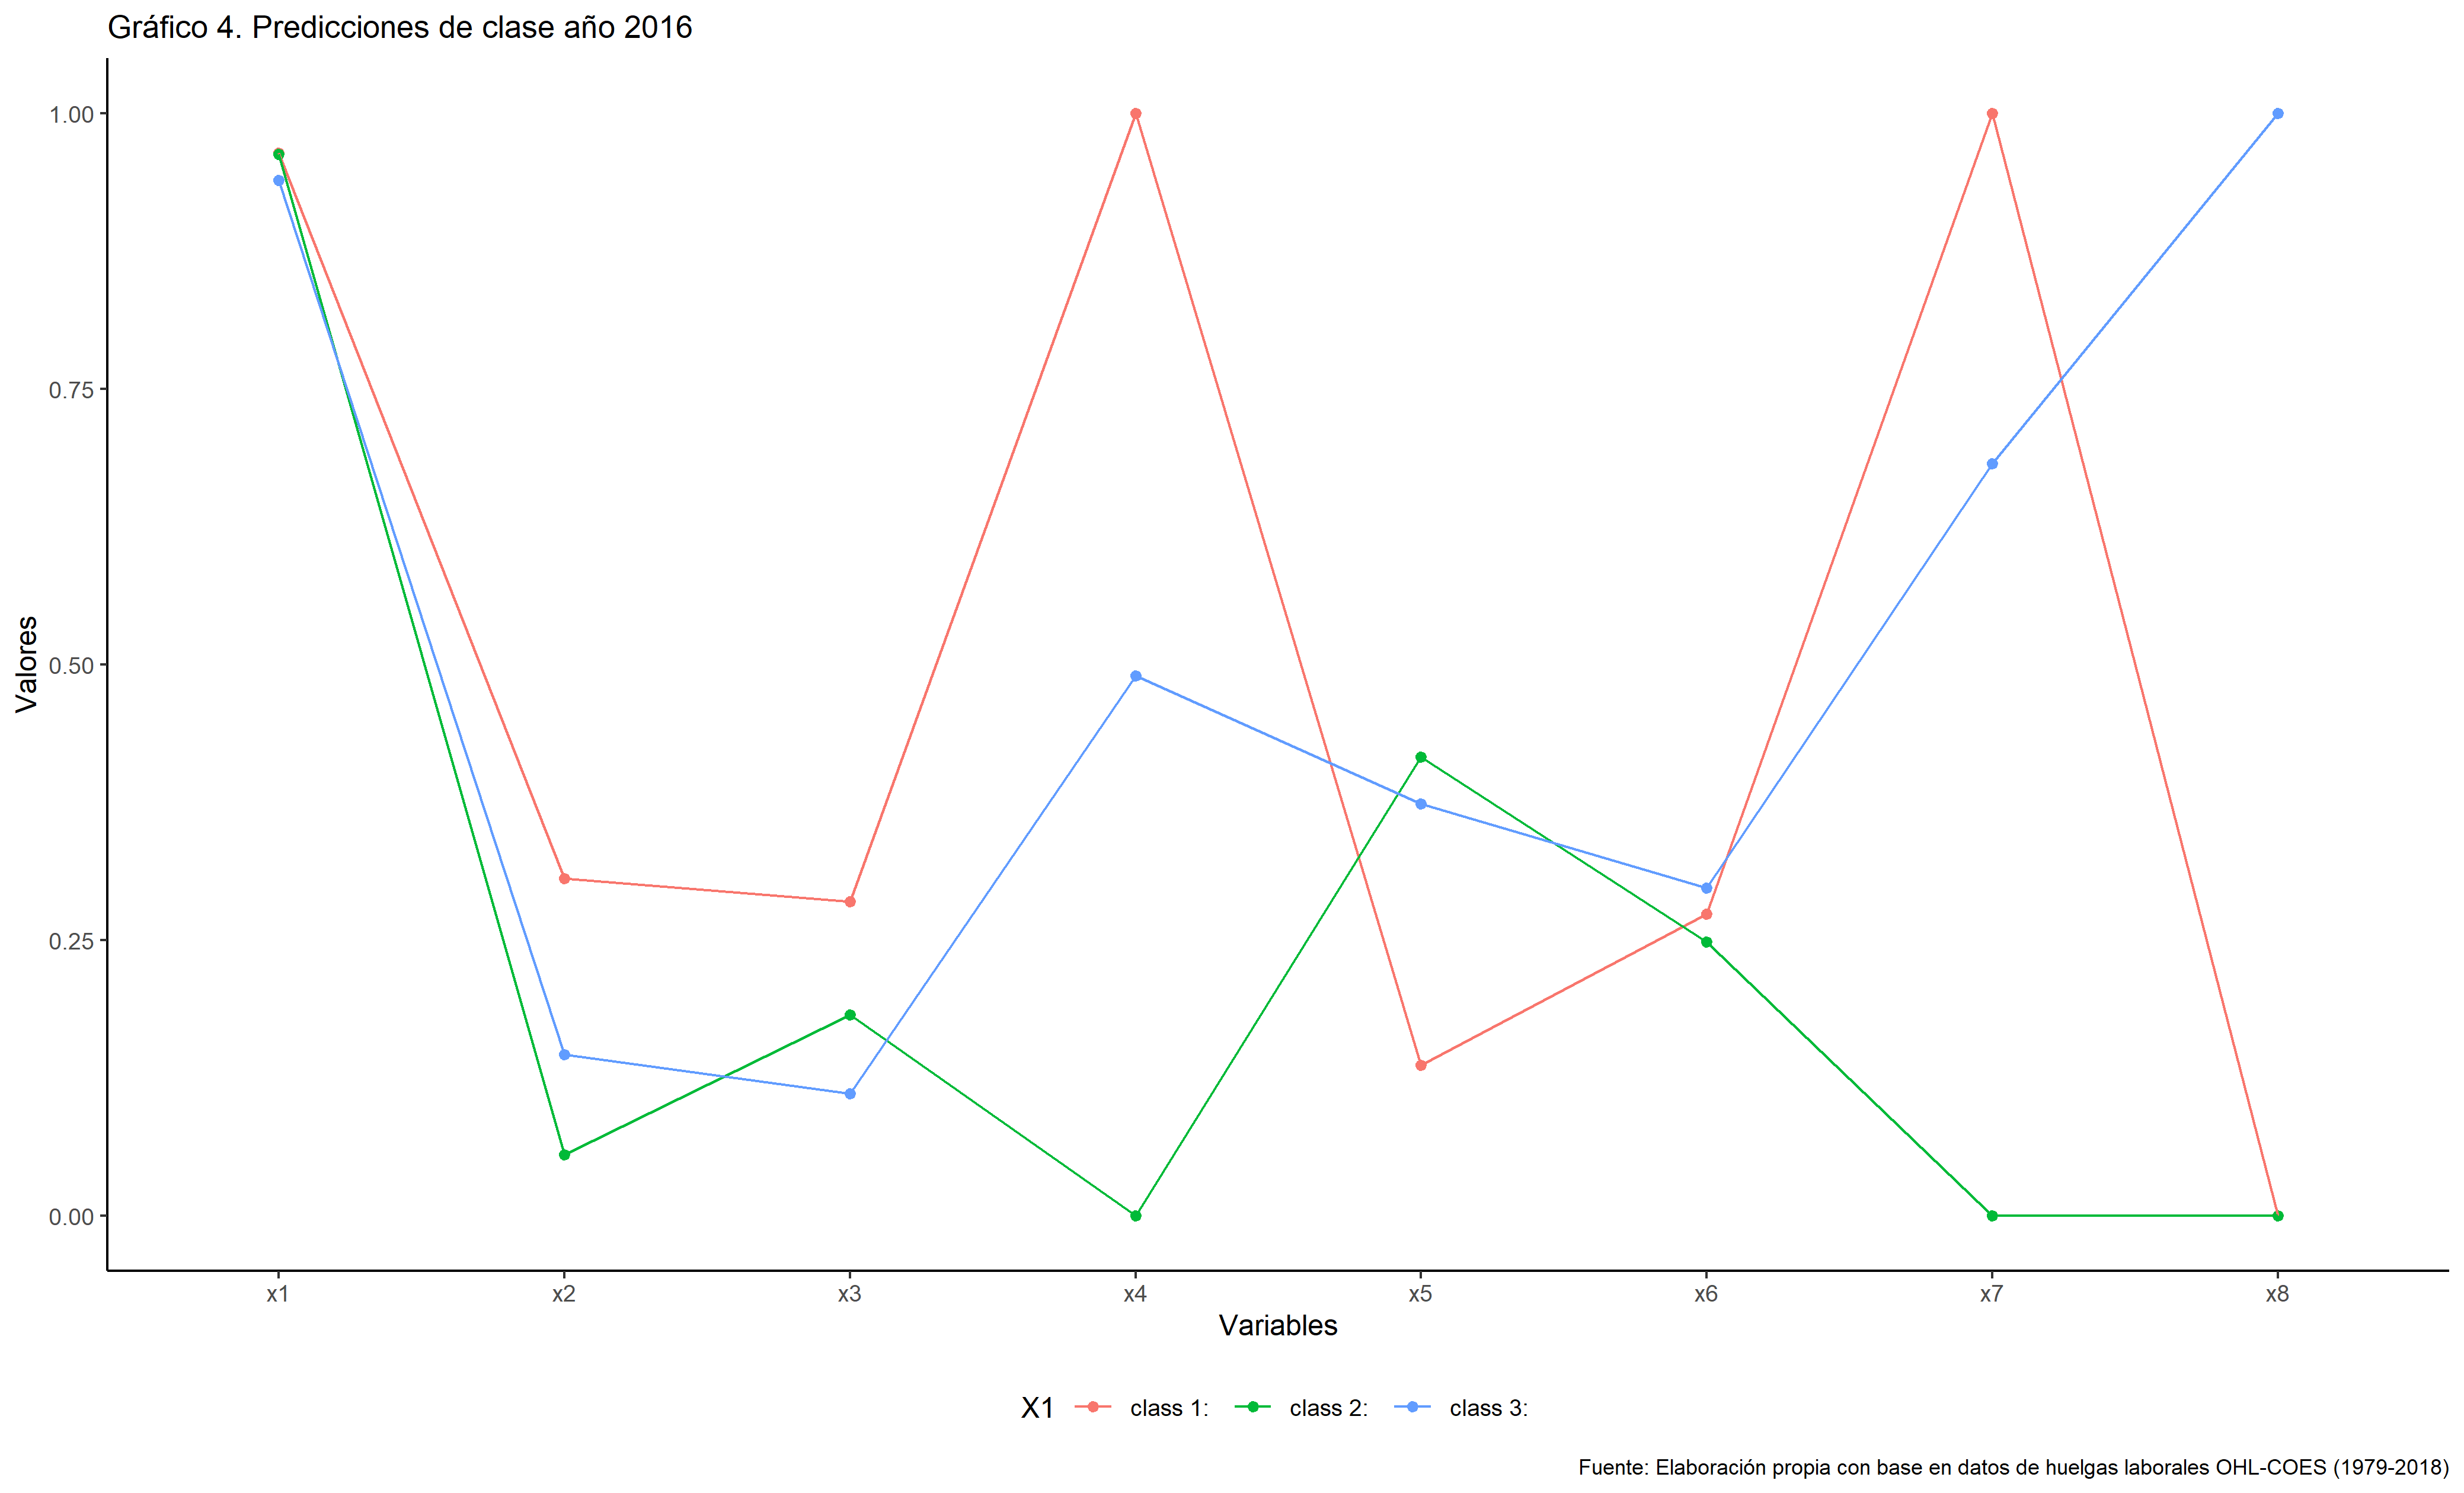 Gráfico 4. Predicciones de clase año 2016
Valores
1.00
0.75
0.50
0.25
0.00
x1 x2 x3 x4 x5 x6 x7 x8
Variables
X1 class 1: class 2: class 3:
Fuente: Elaboración propia con base en datos de huelgas laborales OHL-COES (1979-2018)